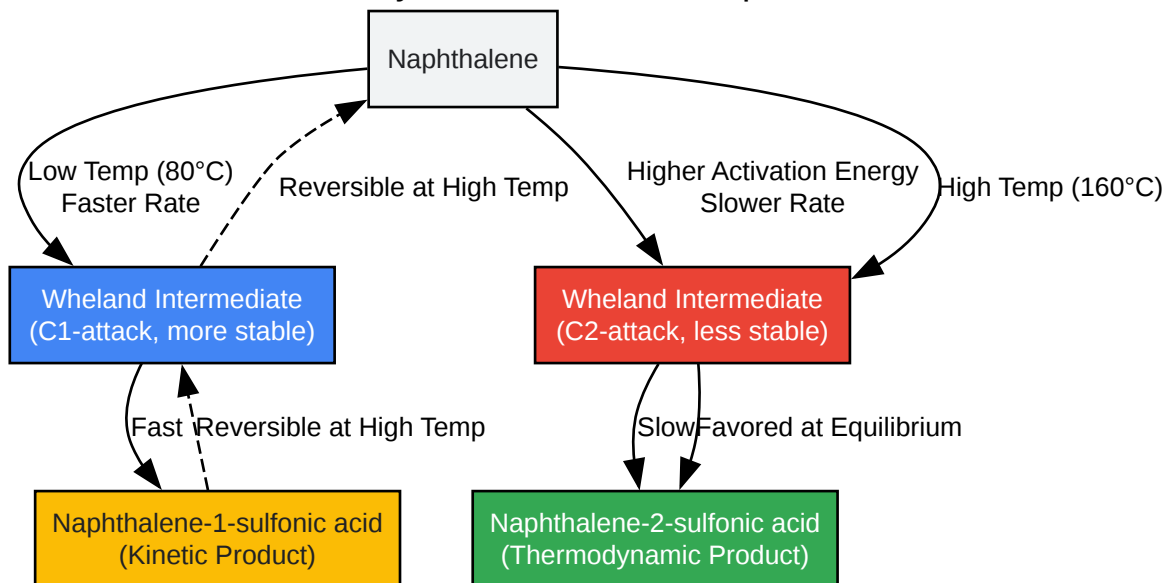 Naphthalene
Low Temp (80°C)
Faster Rate
Reversible at High Temp
Higher Activation Energy
Slower Rate
High Temp (160°C)
Wheland Intermediate
(C1-attack, more stable)
Wheland Intermediate
(C2-attack, less stable)
Fast
Reversible at High Temp
Slow
Favored at Equilibrium
Naphthalene-1-sulfonic acid
(Kinetic Product)
Naphthalene-2-sulfonic acid
(Thermodynamic Product)